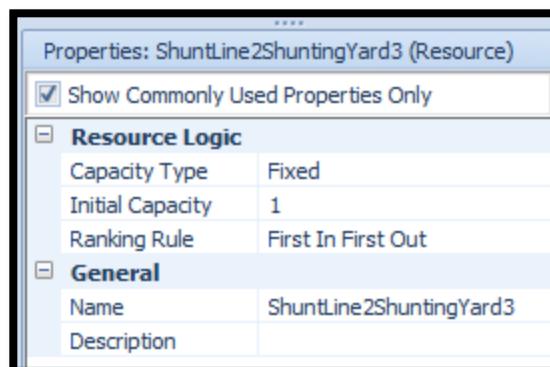 Properties: ShuntLine2ShuntingYard3 (Resource)
Show Commonly Used Properties Only
Resource Logic
Capacity Type Fixed
Initial Capacity 1
Ranking Rule First In First Out
General
Name ShuntLine2ShuntingYard3
Description